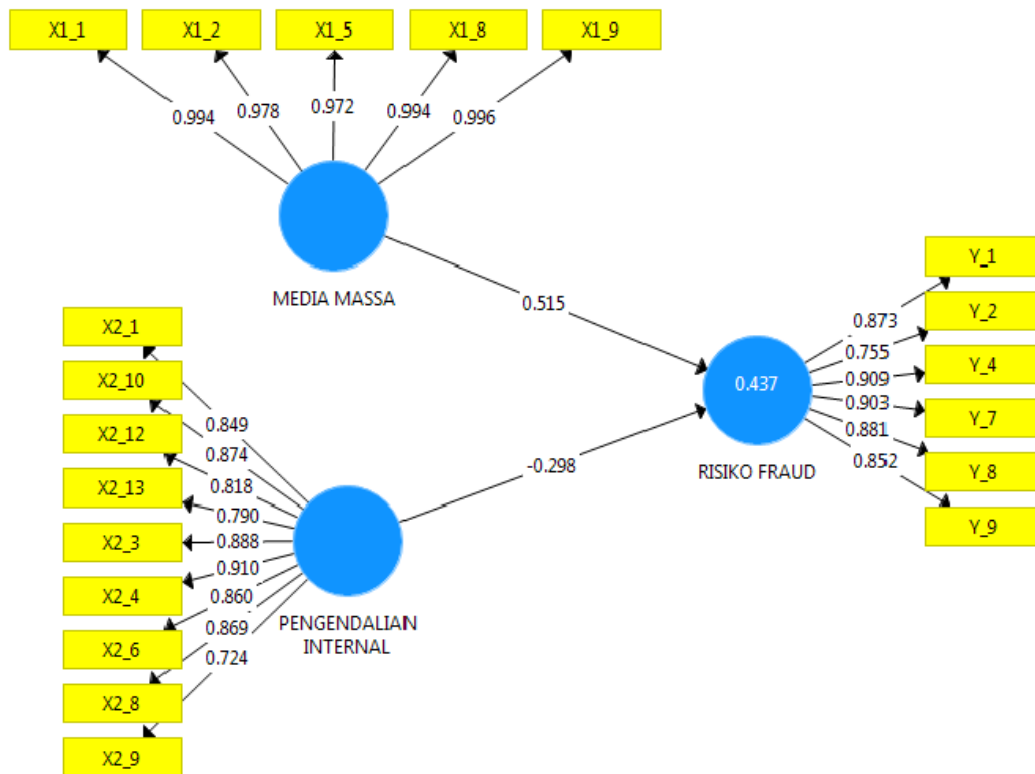 X1_1
X1_2
X1_5
X1_8
X1_9
0.994
0.978
0.972
0.994
0.996
MEDIA MASSA
0.515
X2_1
X2_10
X2_12
X2_13
X2_3
X2_4
X2_6
X2_8
X2_9
0.849
0.874
0.818
0.790
0.888
0.910
0.860
0.869
0.724
PENGENDALIAN
INTERNAL
-0.298
0.437
RISIKO FRAUD
0.873
0.755
0.909
0.903
0.881
0.852
Y_1
Y_2
Y_4
Y_7
Y_8
Y_9